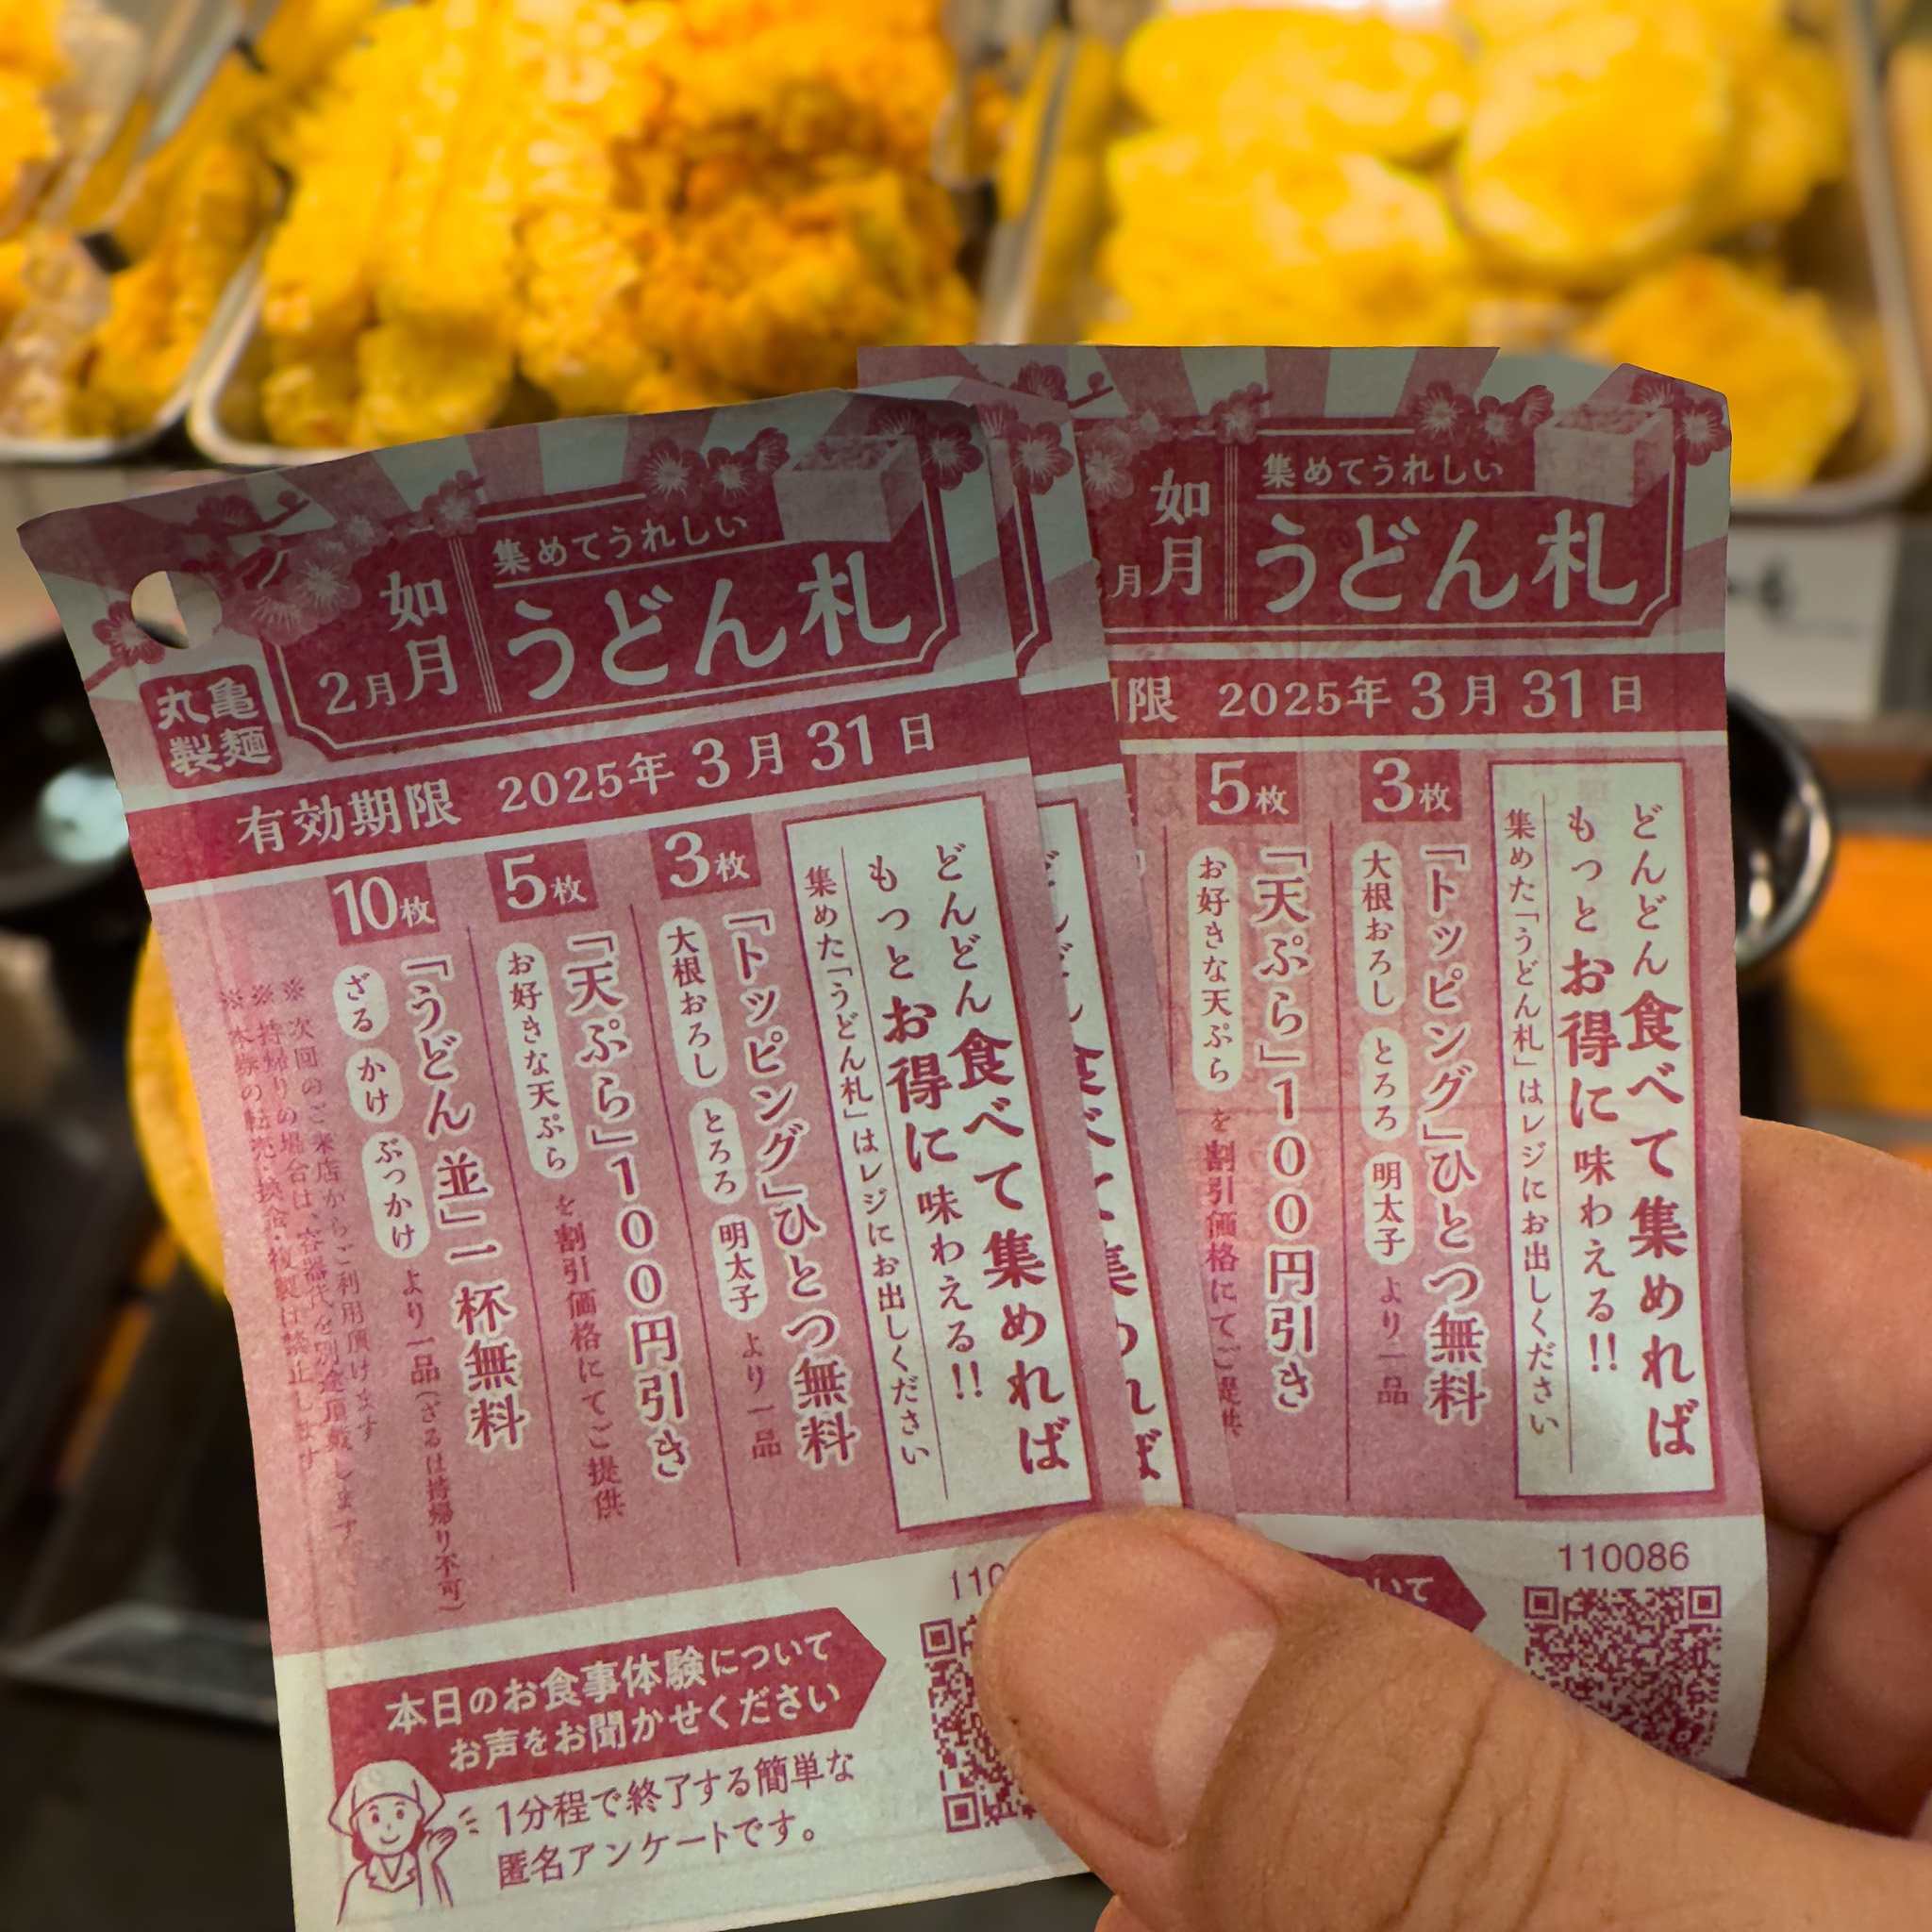 集めてうれしい
うどん札
如月
2月
丸亀
製麺
有効期限 2025年3月31日
どんどん食べて集めれば
もっとお得に味わえる!!
集めた「うどん札」はレジにお出しください
3枚
「トッピング」ひとつ無料
大根おろし とろろ 明太子 より一品
5枚
「天ぷら」100円引き
お好きな天ぷら を割引価格にてご提供
10枚
「うどん 並」一杯無料
ざる かけ ぶっかけ より一品(ざるは持帰り不可)
※次回のご来店からご利用頂けます
※持帰りの場合は、容器代を別途頂戴します
※本券の転売・換金・複製は禁止します
本日のお食事体験について
お声をお聞かせください
1分程で終了する簡単な
匿名アンケートです。
110
集めてうれしい
うどん札
如月
月
限 2025年3月31日
どんどん食べて集めれば
もっとお得に味わえる!!
集めた「うどん札」はレジにお出しください
3枚
「トッピング」ひとつ無料
大根おろし とろろ 明太子 より一品
5枚
「天ぷら」100円引き
お好きな天ぷら を割引価格にてご提供
いて
110086